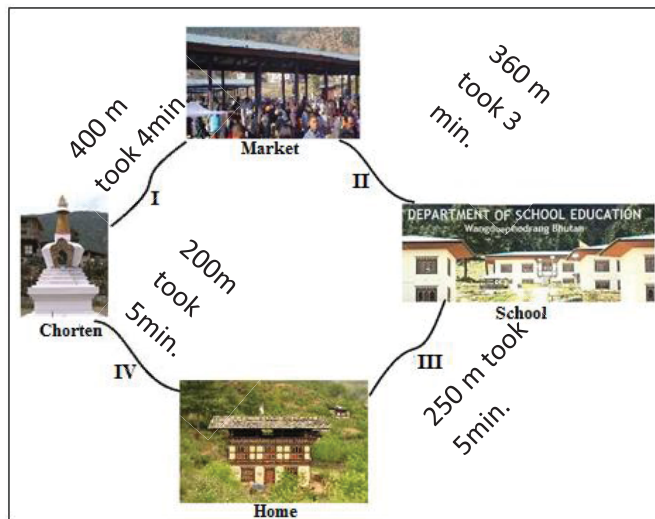 400 m
took 4min
Market
360 m
took 3
min.
I
II
DEPARTMENT OF SCHOOL EDUCATION
Wangduephodrang Bhutan
School
200m
took
5min.
Chorten
IV
III
250 m took
5min.
Home